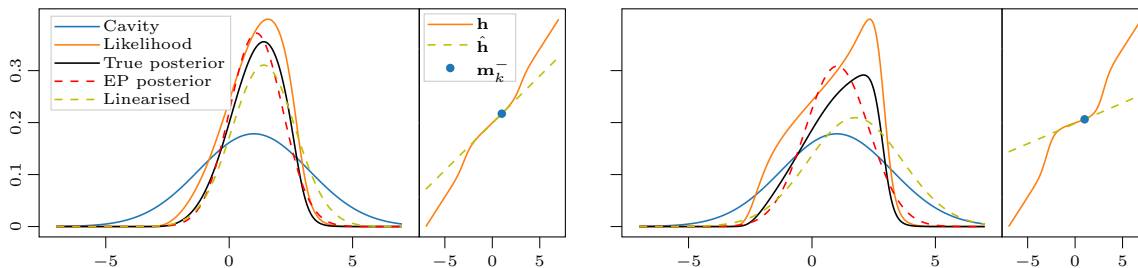 Cavity
Likelihood
True posterior
EP posterior
Linearised
h
ĥ
m_k^-
0.3
0.2
0.1
0
−5
0
5
−5
0
5
−5
0
5
−5
0
5